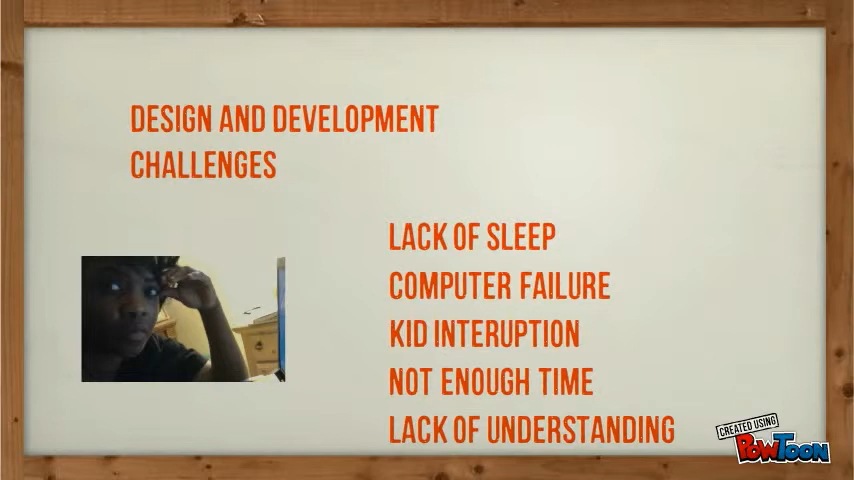 DESIGN AND DEVELOPMENT
CHALLENGES
LACK OF SLEEP
COMPUTER FAILURE
KID INTERUPTION
NOT ENOUGH TIME
LACK OF UNDERSTANDING
CREATED USING
POWTOON